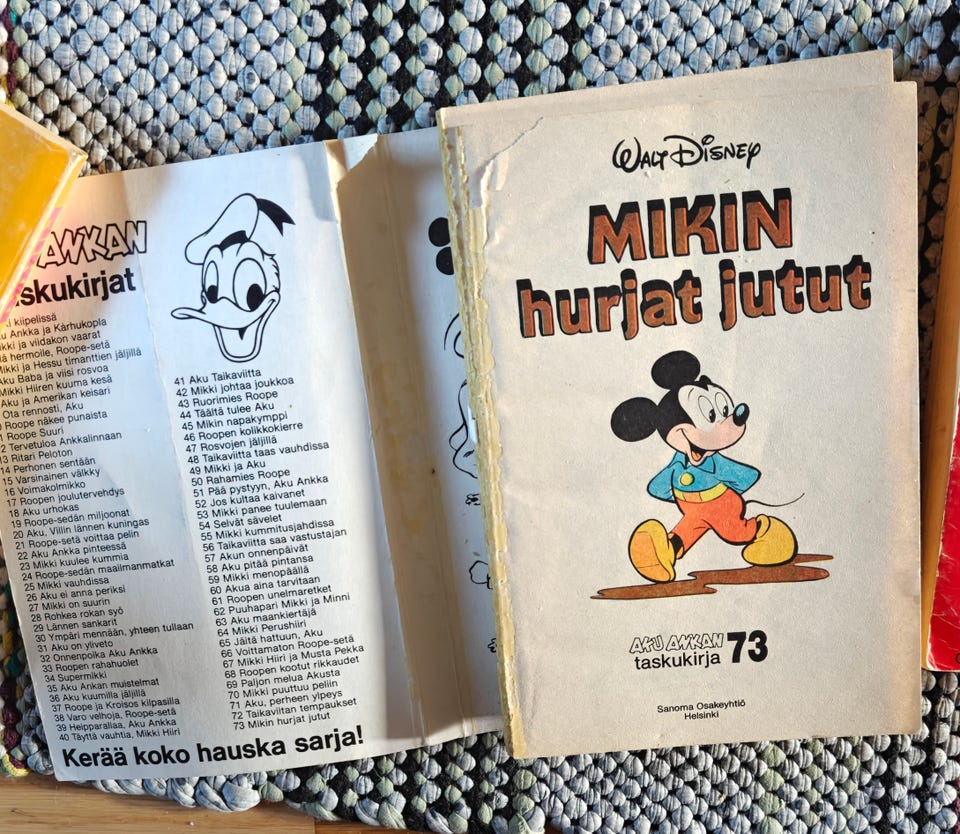 ANKAN
skukirjat
ki kiipelissä
u Ankka ja Karhukopla
kki ja viidakon vaarat
ä hermoile, Roope-setä
Mikki ja Hessu timanttien jäljillä
Aku Baba ja viisi rosvoa
Mikki Hiiren kuuma kesä
Aku ja Amerikan keisari
Ota rennosti, Aku
Roope näkee punaista
1 Roope Suuri
2 Tervetuloa Ankkalinnaan
13 Ritari Peloton
14 Perhonen sentään
15 Varsinainen välkky
16 Voimakolmikko
17 Roopen joulutervehdys
18 Aku urhokas
19 Roope-sedän miljoonat
20 Aku, Villin lännen kuningas
21 Roope-setä voittaa pelin
22 Aku Ankka pinteessä
23 Mikki kuulee kummia
24 Roope-sedän maailmanmatkat
25 Mikki vauhdissa
26 Aku ei anna periksi
27 Mikki on suurin
28 Rohkea rokan syö
29 Lännen sankarit
30 Ympäri mennään, yhteen tullaan
31 Aku on yliveto
32 Onnenpolka Aku Ankka
33 Roopen rahahuolet
34 Supermikki
35 Aku Ankan muistelmat
36 Aku kuumilla jäljillä
37 Roope ja Kroisos kilpasilla
38 Varo velhoja, Roope-setä
39 Heipparallaa, Aku Ankka
40 Täyttä vauhtia, Mikki Hiiri
41 Aku Taikaviitta
42 Mikki johtaa joukkoa
43 Ruorimies Roope
44 Täältä tulee Aku
45 Mikin napakymppi
46 Roopen kolikkokierre
47 Rosvojen jäljillä
48 Taikaviitta taas vauhdissa
49 Mikki ja Aku
50 Rahamies Roope
51 Pää pystyyn, Aku Ankka
52 Jos kultaa kaivanet
53 Mikki panee tuulemaan
54 Selvät sävelet
55 Mikki kummitusjahdissa
56 Taikaviitta saa vastustajan
57 Akun onnenpäivät
58 Aku pitää pintansa
59 Mikki menopäällä
60 Akua aina tarvitaan
61 Roopen unelmaretket
62 Puuhapari Mikki ja Minni
63 Aku maankiertäjä
64 Mikki Perushiiri
65 Jäitä hattuun, Aku
66 Voittamaton Roope-setä
67 Mikki Hiiri ja Musta Pekka
68 Roopen kootut rikkaudet
69 Paljon melua Akusta
70 Mikki puuttuu peliin
71 Aku, perheen ylpeys
72 Taikaviitan tempaukset
73 Mikin hurjat jutut
Kerää koko hauska sarja!
WALT DISNEY
MIKIN
hurjat jutut
AKU ANKAN
taskukirja 73
Sanoma Osakeyhtiö
Helsinki